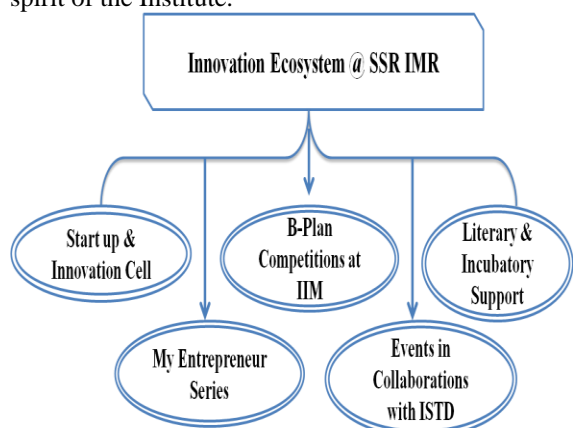 spirit of the Institute.
Innovation Ecosystem @ SSR IMR
Start up &
Innovation Cell
B-Plan
Competitions at
IIM
Literary &
Incubatory
Support
My Entrepreneur
Series
Events in
Collaborations
with ISTD